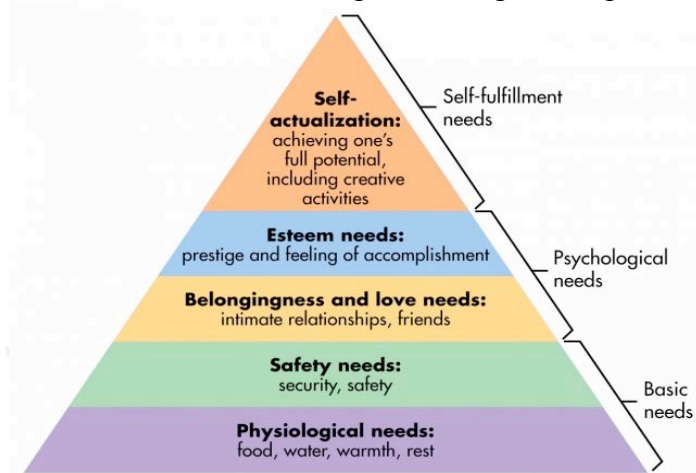 Self-
actualization:
achieving one's
full potential,
including creative
activities
Self-fulfillment
needs
Esteem needs:
prestige and feeling of accomplishment
Belongingness and love needs:
intimate relationships, friends
Psychological
needs
Safety needs:
security, safety
Physiological needs:
food, water, warmth, rest
Basic
needs